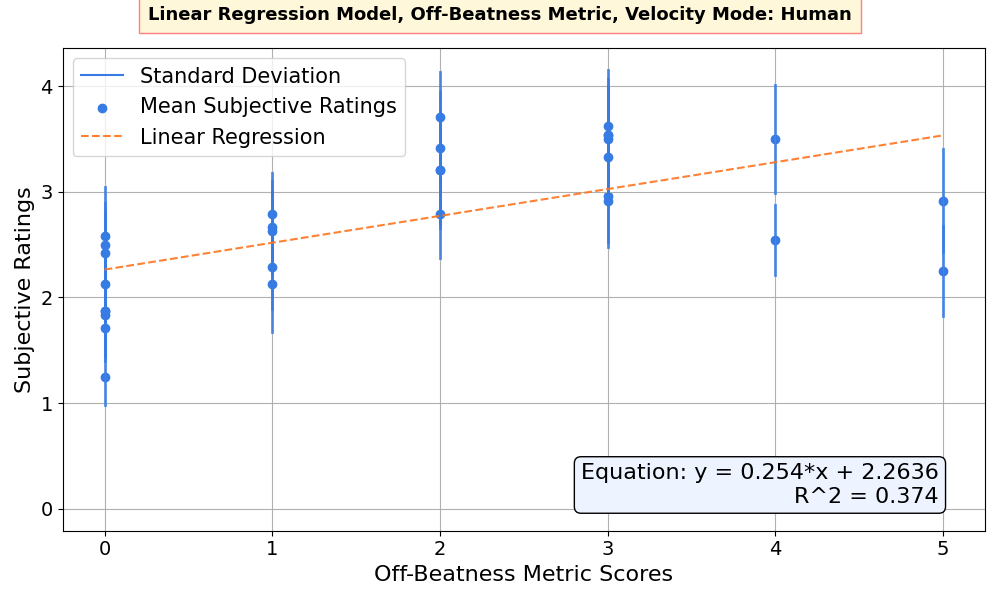 Linear Regression Model, Off-Beatness Metric, Velocity Mode: Human
Standard Deviation
Mean Subjective Ratings
Linear Regression
Subjective Ratings
4
3
2
1
0
Equation: y = 0.254*x + 2.2636
R^2 = 0.374
0 1 2 3 4 5
Off-Beatness Metric Scores